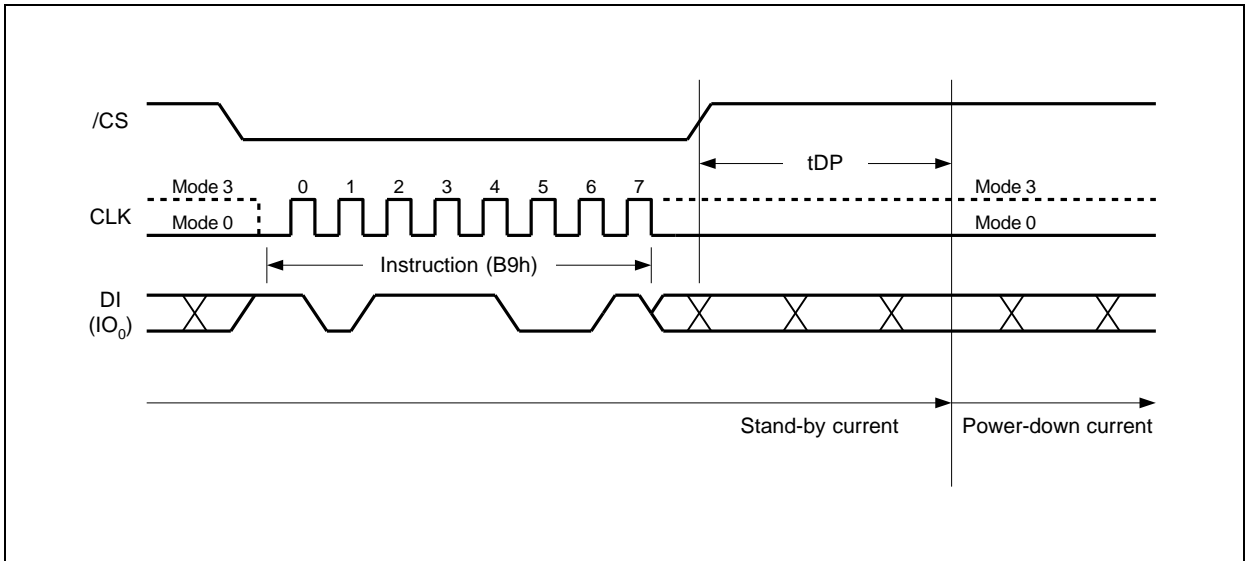 /CS
tDP
Mode 3
0 1 2 3 4 5 6 7
Mode 3
CLK
Mode 0
Mode 0
Instruction (B9h)
DI
(IO0)
Stand-by current
Power-down current